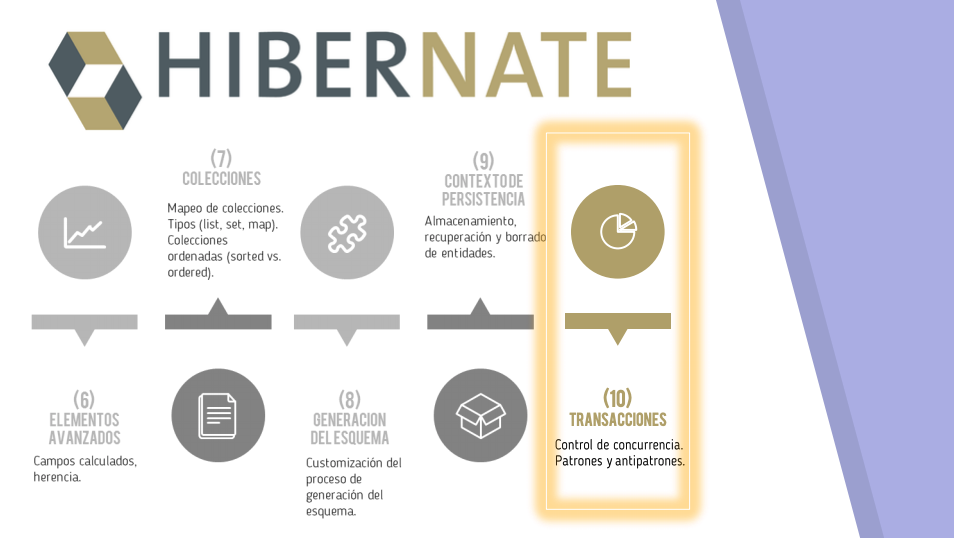 HIBERNATE
(7)
COLECCIONES
Mapeo de colecciones.
Tipos (list, set, map).
Colecciones
ordenadas (sorted vs.
ordered).
(9)
CONTEXTO DE
PERSISTENCIA
Almacenamiento,
recuperación y borrado
de entidades.
(6)
ELEMENTOS
AVANZADOS
Campos calculados,
herencia.
(8)
GENERACION
DEL ESQUEMA
Customización del
proceso de
generación del
esquema.
(10)
TRANSACCIONES
Control de concurrencia.
Patrones y antipatrones.